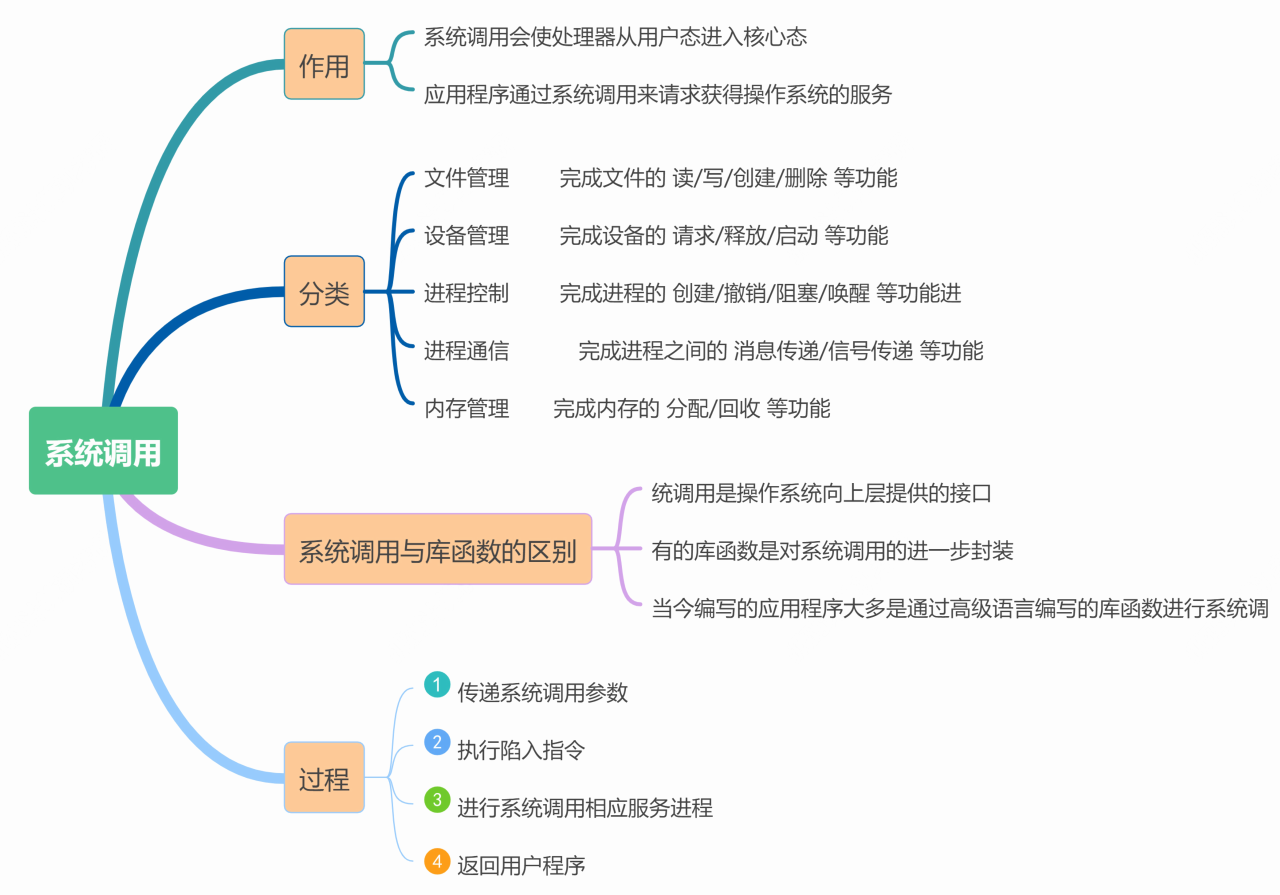 作用
系统调用会使处理器从用户态进入核心态
应用程序通过系统调用来请求获得操作系统的服务
分类
文件管理 完成文件的 读/写/创建/删除 等功能
设备管理 完成设备的 请求/释放/启动 等功能
进程控制 完成进程的 创建/撤销/阻塞/唤醒 等功能进
进程通信 完成进程之间的 消息传递/信号传递 等功能
内存管理 完成内存的 分配/回收 等功能
系统调用
系统调用与库函数的区别
统调用是操作系统向上层提供的接口
有的库函数是对系统调用的进一步封装
当今编写的应用程序大多是通过高级语言编写的库函数进行系统调
过程
1 传递系统调用参数
2 执行陷入指令
3 进行系统调用相应服务进程
4 返回用户程序